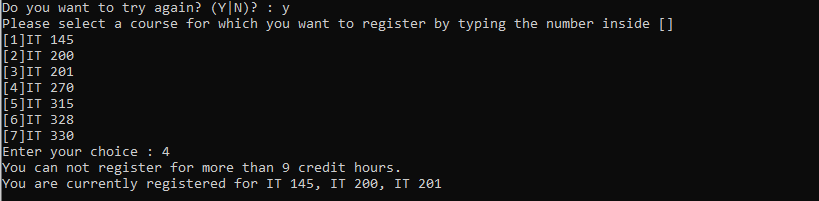 Do you want to try again? (Y|N)? : y
Please select a course for which you want to register by typing the number inside []
[1]IT 145
[2]IT 200
[3]IT 201
[4]IT 270
[5]IT 315
[6]IT 328
[7]IT 330
Enter your choice : 4
You can not register for more than 9 credit hours.
You are currently registered for IT 145, IT 200, IT 201